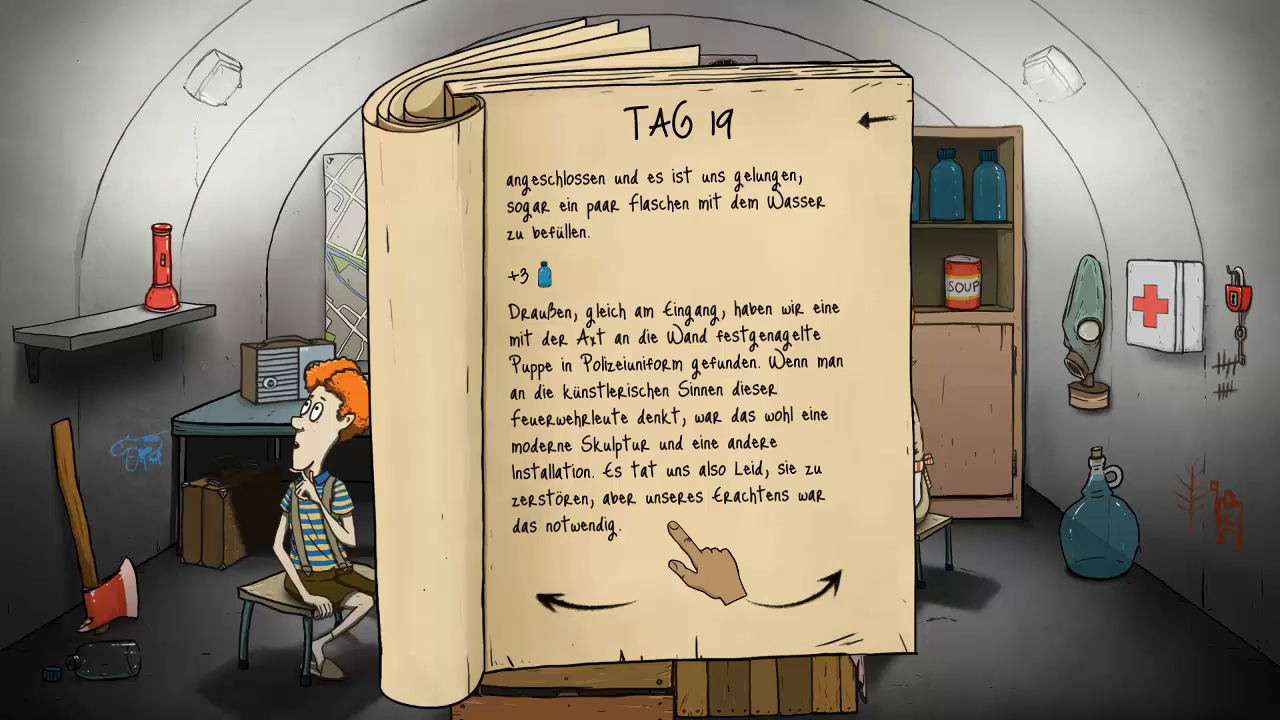 TAG 19
angeschlossen und es ist uns gelungen,
sogar ein paar Flaschen mit dem Wasser
zu befüllen.
+3
Draußen, gleich am Eingang, haben wir eine
mit der Axt an die Wand festgenagelte
Puppe in Polizeiuniform gefunden. Wenn man
an die künstlerischen Sinnen dieser
Feuerwehrleute denkt, war das wohl eine
moderne Skulptur und eine andere
Installation. Es tat uns also Leid, sie zu
zerstören, aber unseres Erachtens war
das notwendig.
SOUP